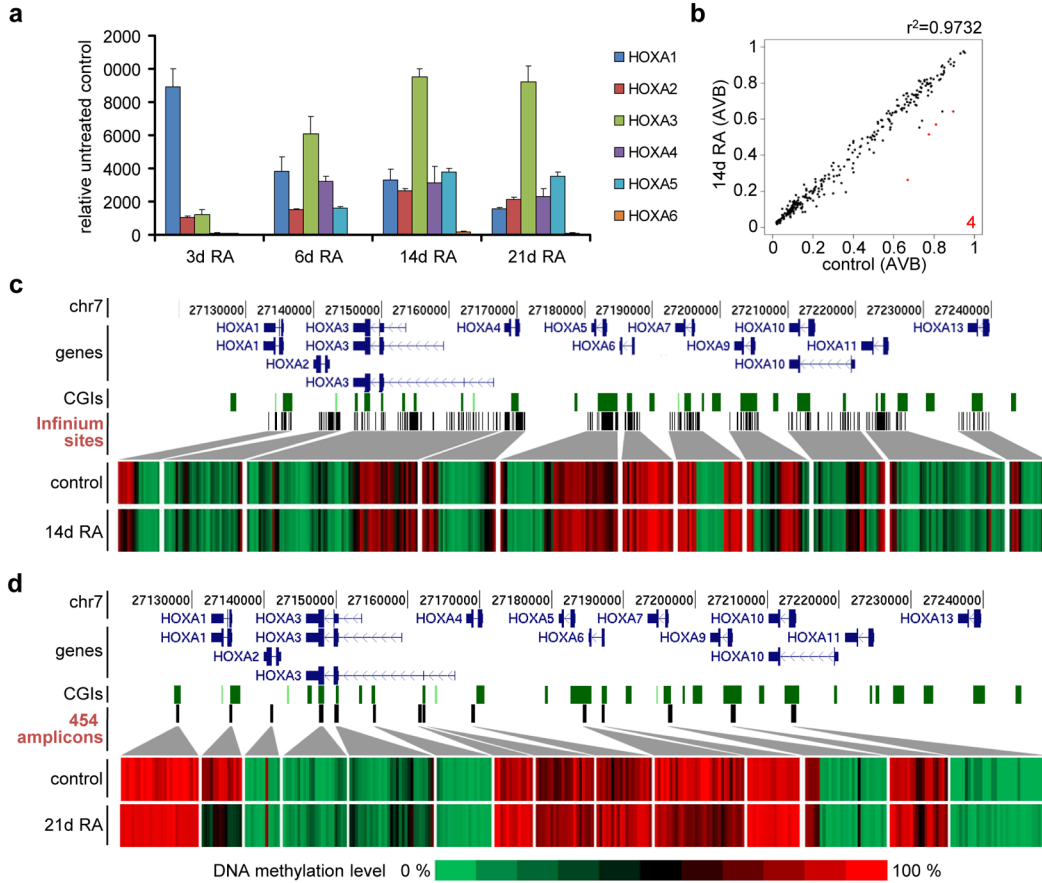 a
relative untreated control
2000
0000
8000
6000
4000
2000
0
3d RA
6d RA
14d RA
21d RA
HOXA1
HOXA2
HOXA3
HOXA4
HOXA5
HOXA6
b
r²=0.9732
14d RA (AVB)
1
0.8
0.6
0.4
0.2
0
0 0.2 0.4 0.6 0.8 1
4
control (AVB)
c
chr7
27130000 27140000 27150000 27160000 27170000 27180000 27190000 27200000 27210000 27220000 27230000 27240000
genes
HOXA1 HOXA3 HOXA4 HOXA5 HOXA7 HOXA10 HOXA13
HOXA1 HOXA3 HOXA6 HOXA9 HOXA11
HOXA2 HOXA10
HOXA3
CGIs
Infinium
sites
control
14d RA
d
chr7
27130000 27140000 27150000 27160000 27170000 27180000 27190000 27200000 27210000 27220000 27230000 27240000
genes
HOXA1 HOXA3 HOXA4 HOXA5 HOXA7 HOXA10 HOXA13
HOXA1 HOXA3 HOXA6 HOXA9 HOXA11
HOXA2 HOXA10
HOXA3
CGIs
454
amplicons
control
21d RA
DNA methylation level 0 % 100 %